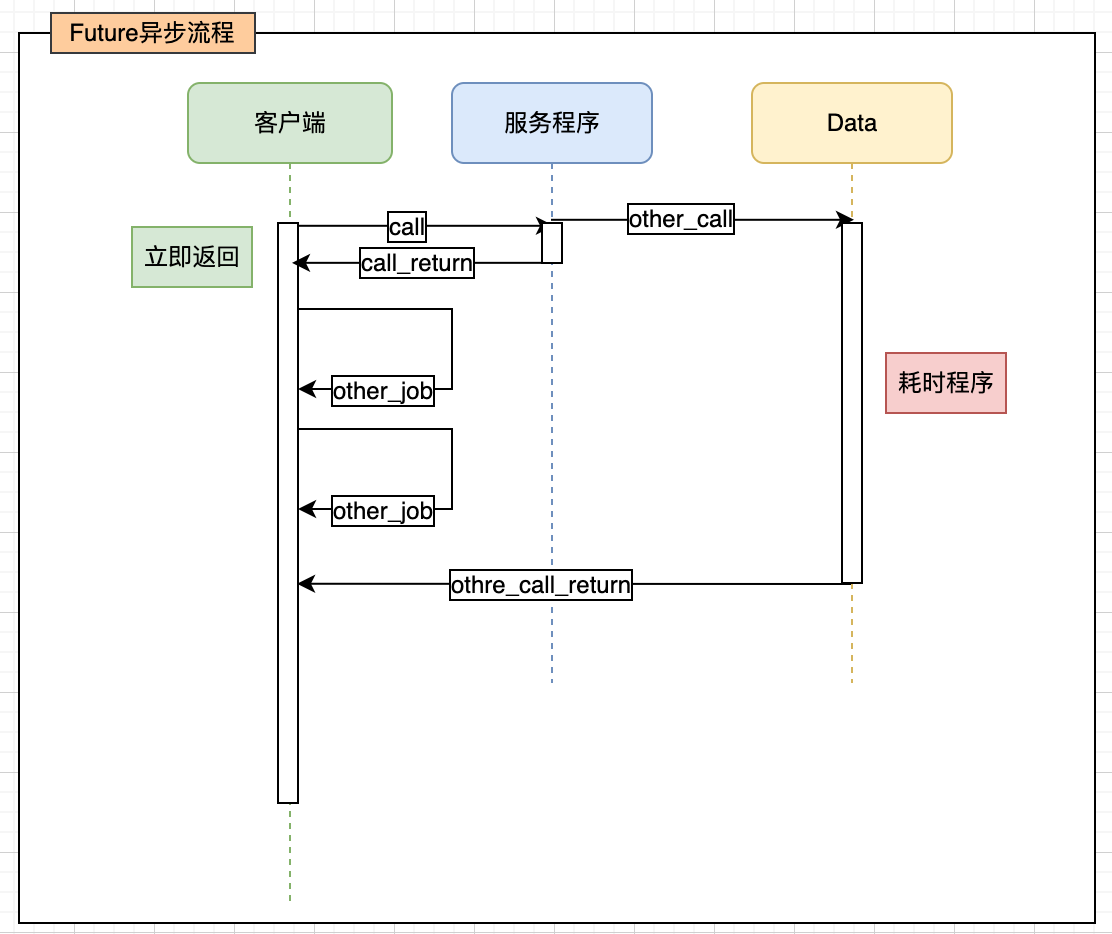 Future异步流程
客户端
服务程序
Data
other_call
call
立即返回
call_return
耗时程序
other_job
other_job
othre_call_return